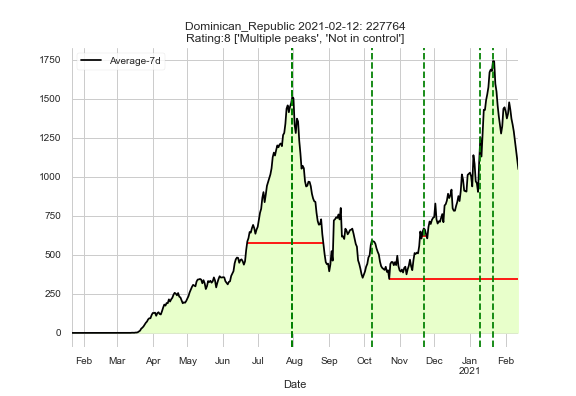 Dominican_Republic 2021-02-12: 227764
Rating:8 ['Multiple peaks', 'Not in control']
Average-7d
1750
1500
1250
1000
750
500
250
0
Feb Mar Apr May Jun Jul Aug Sep Oct Nov Dec Jan Feb
2021
Date